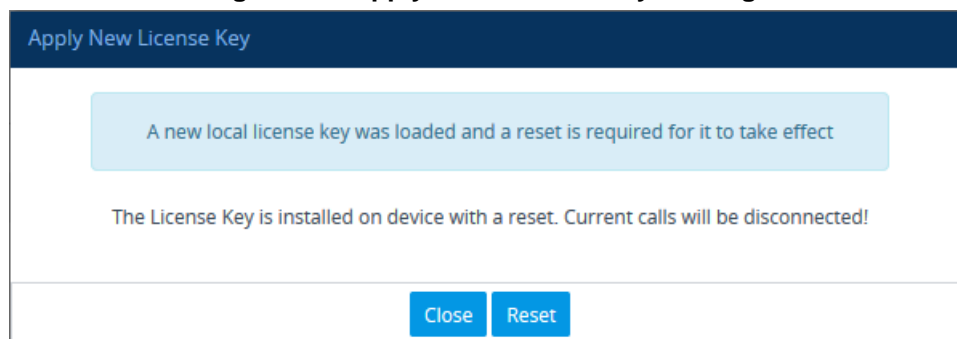 Apply New License Key
A new local license key was loaded and a reset is required for it to take effect
The License Key is installed on device with a reset. Current calls will be disconnected!
Close Reset